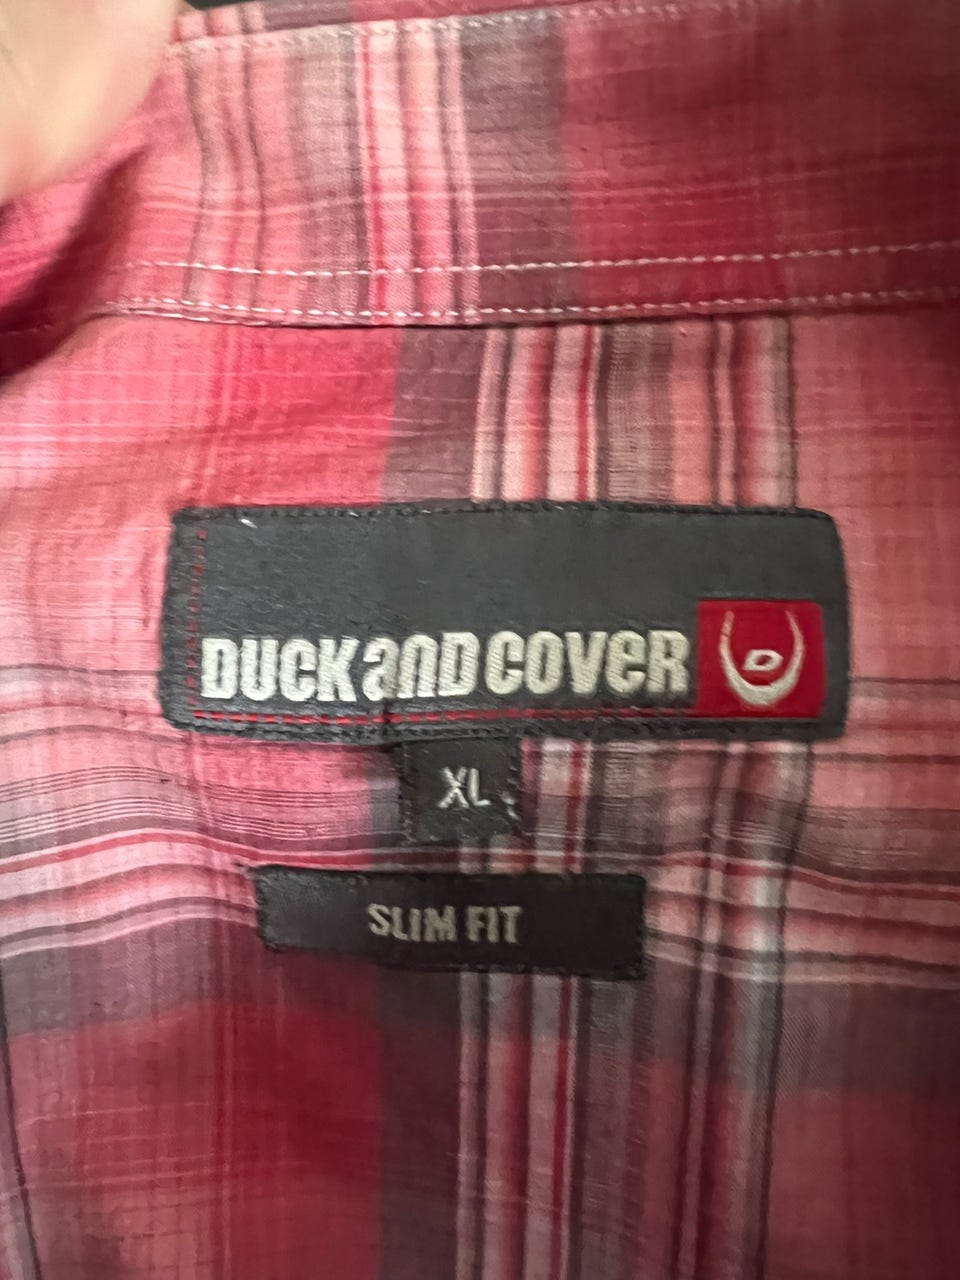 DUCKandCOVeR D
XL
SLIM FIT